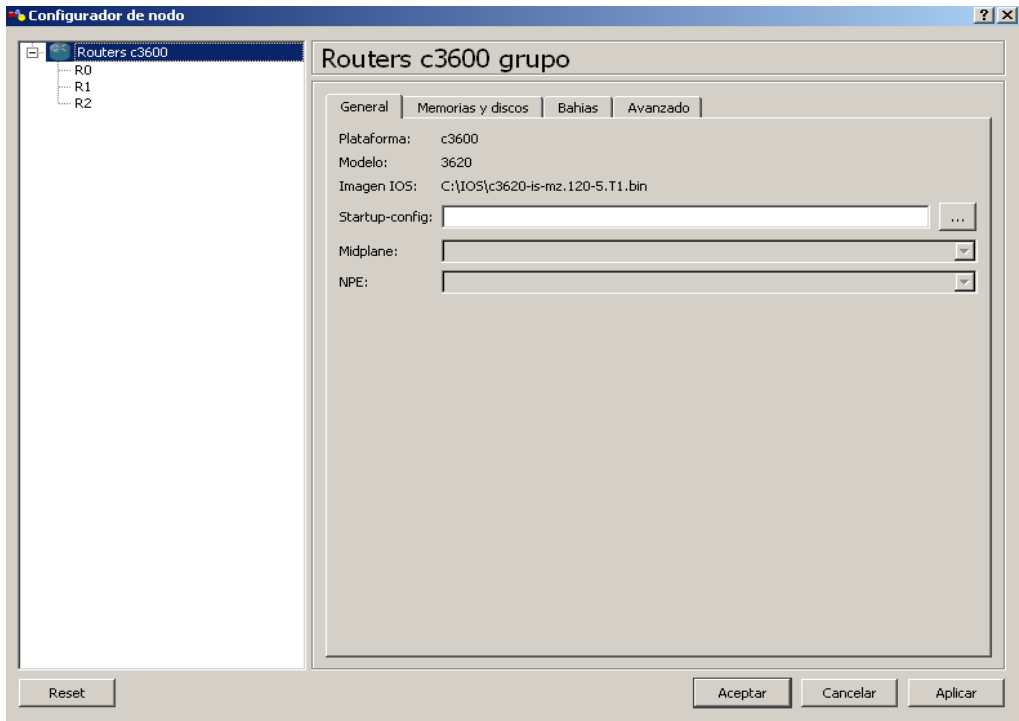 Configurador de nodo
Routers c3600
R0
R1
R2
Routers c3600 grupo
General Memorias y discos Bahias Avanzado
Plataforma: c3600
Modelo: 3620
Imagen IOS: C:\IOS\c3620-is-mz.120-5.T1.bin
Startup-config: ...
Midplane:
NPE:
Reset Aceptar Cancelar Aplicar